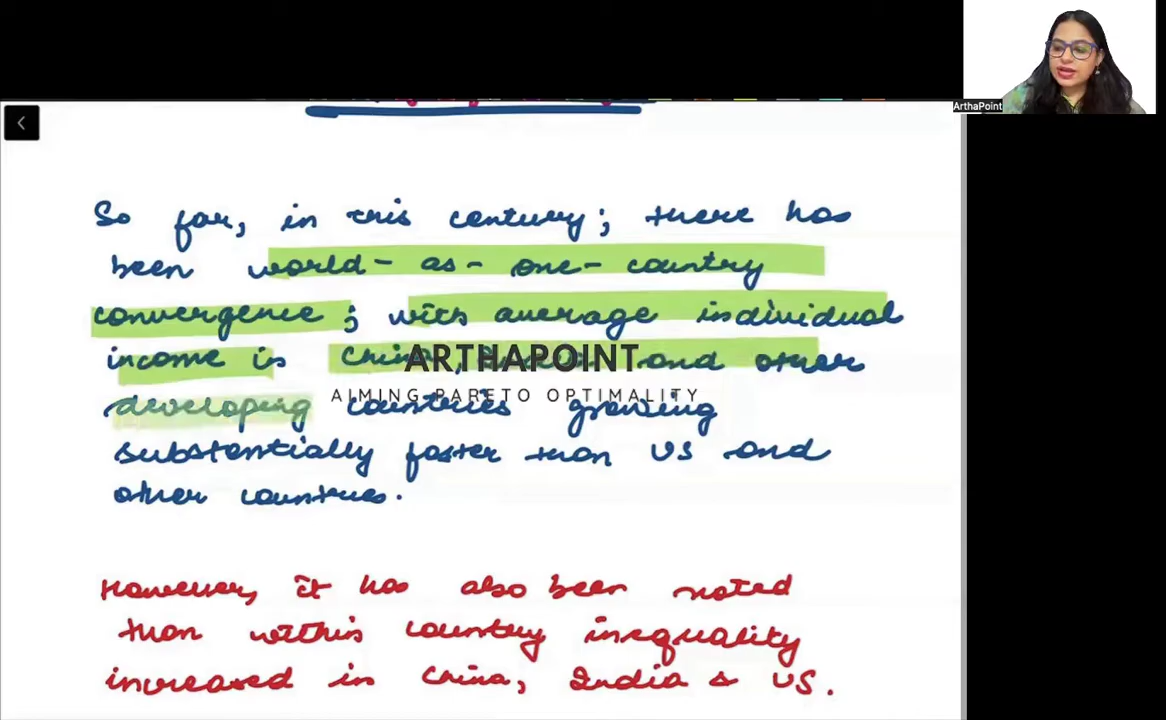 ArthaPoint
So far, in this century; there has
been world-as-one-country
convergence; with average individual
income in China, and other
ARTHAPOINT
AIMING PARETO OPTIMALITY
developing countries growing
substantially faster than US and
other countries.
However, it has also been noted
than within country inequality
increased in China, India & US.